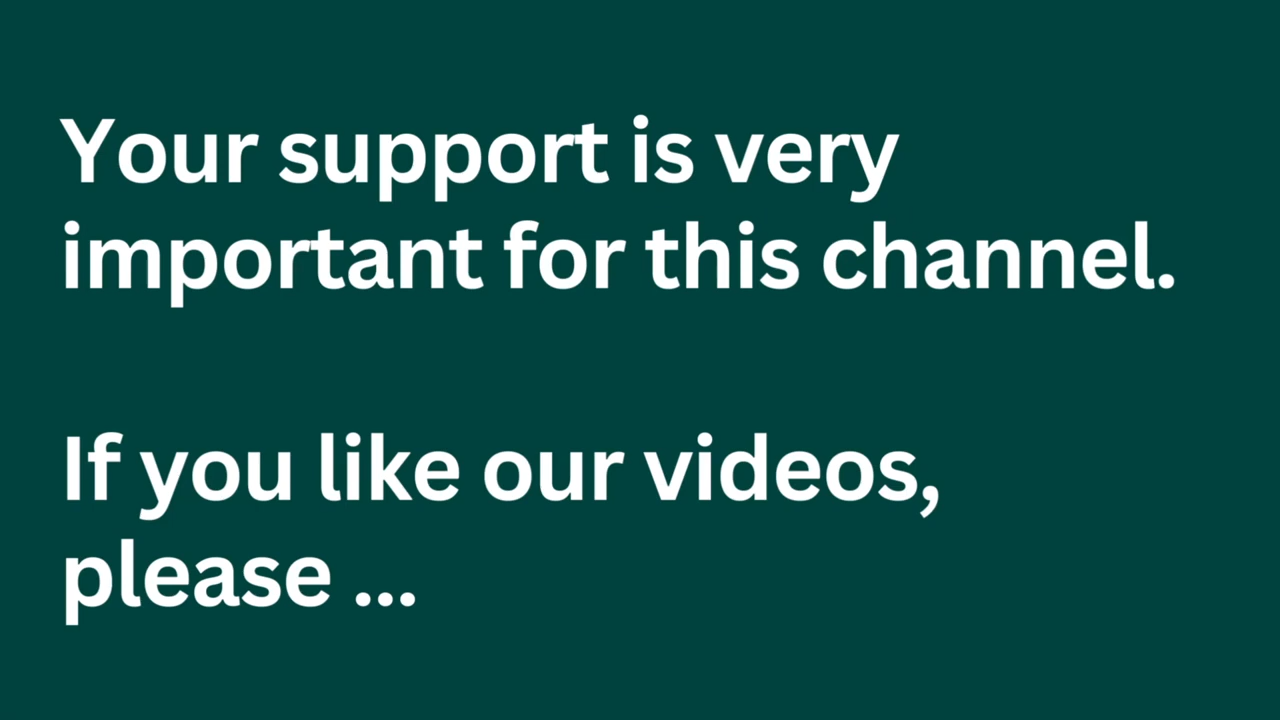 Your support is very
important for this channel.
If you like our videos,
please ...